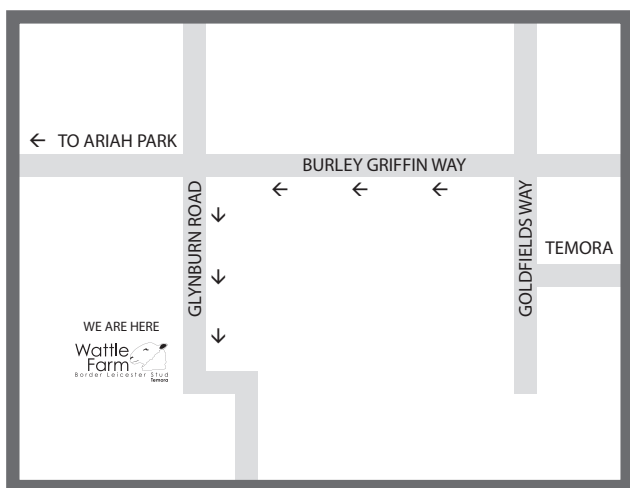 ← TO ARIAH PARK
BURLEY GRIFFIN WAY
GLYNBURN ROAD
GOLDFIELDS WAY
TEMORA
WE ARE HERE
Wattle
Farm
Border Leicester Stud
Temora